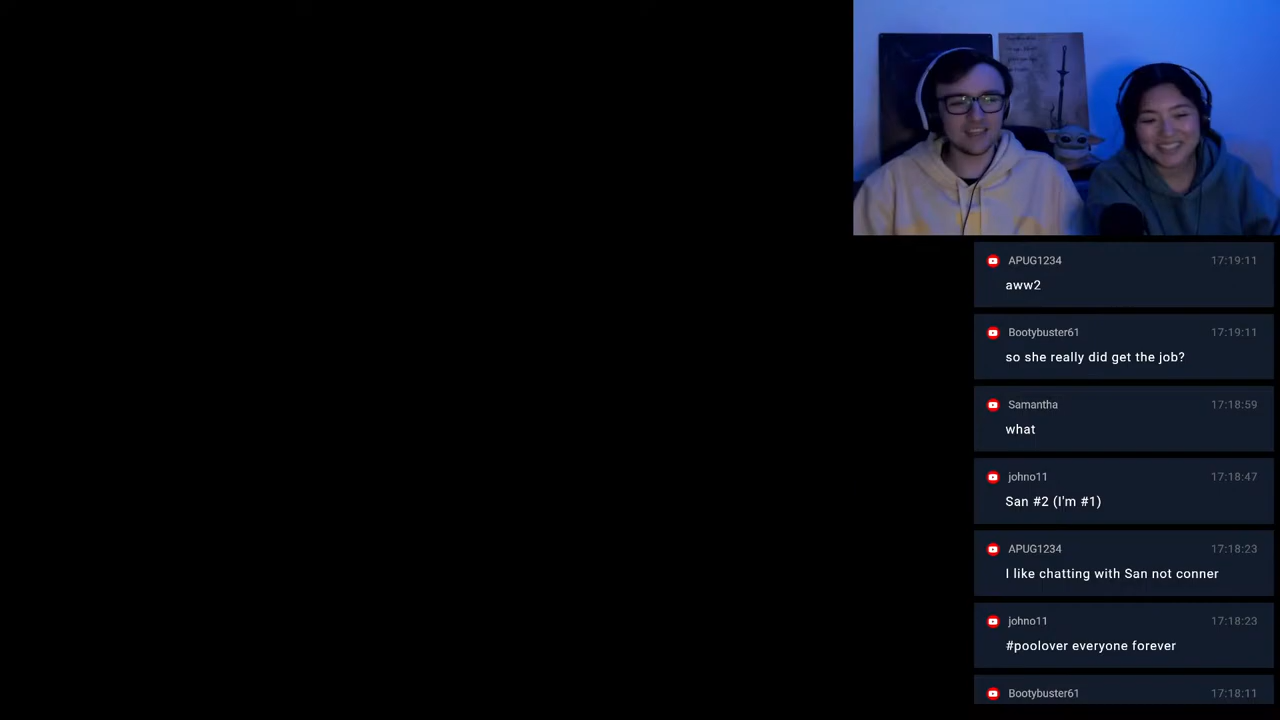 APUG1234 17:19:11
aww2
Bootybuster61 17:19:11
so she really did get the job?
Samantha 17:18:59
what
johno11 17:18:47
San #2 (I'm #1)
APUG1234 17:18:23
I like chatting with San not conner
johno11 17:18:23
#poolover everyone forever
Bootybuster61 17:18:11